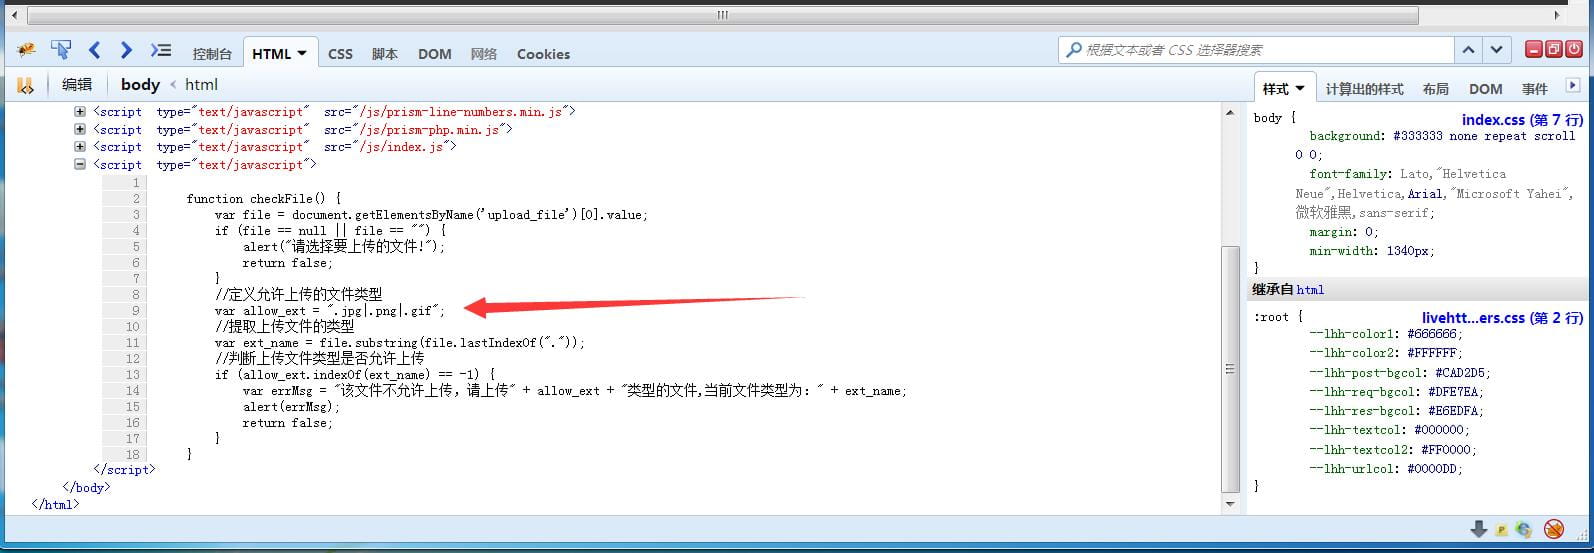 控制台 HTML CSS 脚本 DOM 网络 Cookies 根据文本或者 CSS 选择器搜索
编辑 body < html
<script type="text/javascript" src="/js/prism-line-numbers.min.js">
<script type="text/javascript" src="/js/prism-php.min.js">
<script type="text/javascript" src="/js/index.js">
<script type="text/javascript">
1
2 function checkFile() {
3 var file = document.getElementsByName('upload_file')[0].value;
4 if (file == null || file == "") {
5 alert("请选择要上传的文件!");
6 return false;
7 }
8 //定义允许上传的文件类型
9 var allow_ext = ".jpg|.png|.gif";
10 //提取上传文件的类型
11 var ext_name = file.substring(file.lastIndexOf("."));
12 //判断上传文件类型是否允许上传
13 if (allow_ext.indexOf(ext_name) == -1) {
14 var errMsg = "该文件不允许上传，请上传" + allow_ext + "类型的文件,当前文件类型为：" + ext_name;
15 alert(errMsg);
16 return false;
17 }
18 }
</script>
</body>
</html>
样式 计算出的样式 布局 DOM 事件
body { index.css (第 7 行)
background: #333333 none repeat scroll
0 0;
font-family: Lato,"Helvetica
Neue",Helvetica,Arial,"Microsoft Yahei",
微软雅黑,sans-serif;
margin: 0;
min-width: 1340px;
}
继承自 html
:root { livehtt...ers.css (第 2 行)
--lhh-color1: #666666;
--lhh-color2: #FFFFFF;
--lhh-post-bgcol: #CAD2D5;
--lhh-req-bgcol: #DFE7EA;
--lhh-res-bgcol: #E6EDFA;
--lhh-textcol: #000000;
--lhh-textcol2: #FF0000;
--lhh-urlcol: #0000DD;
}
P